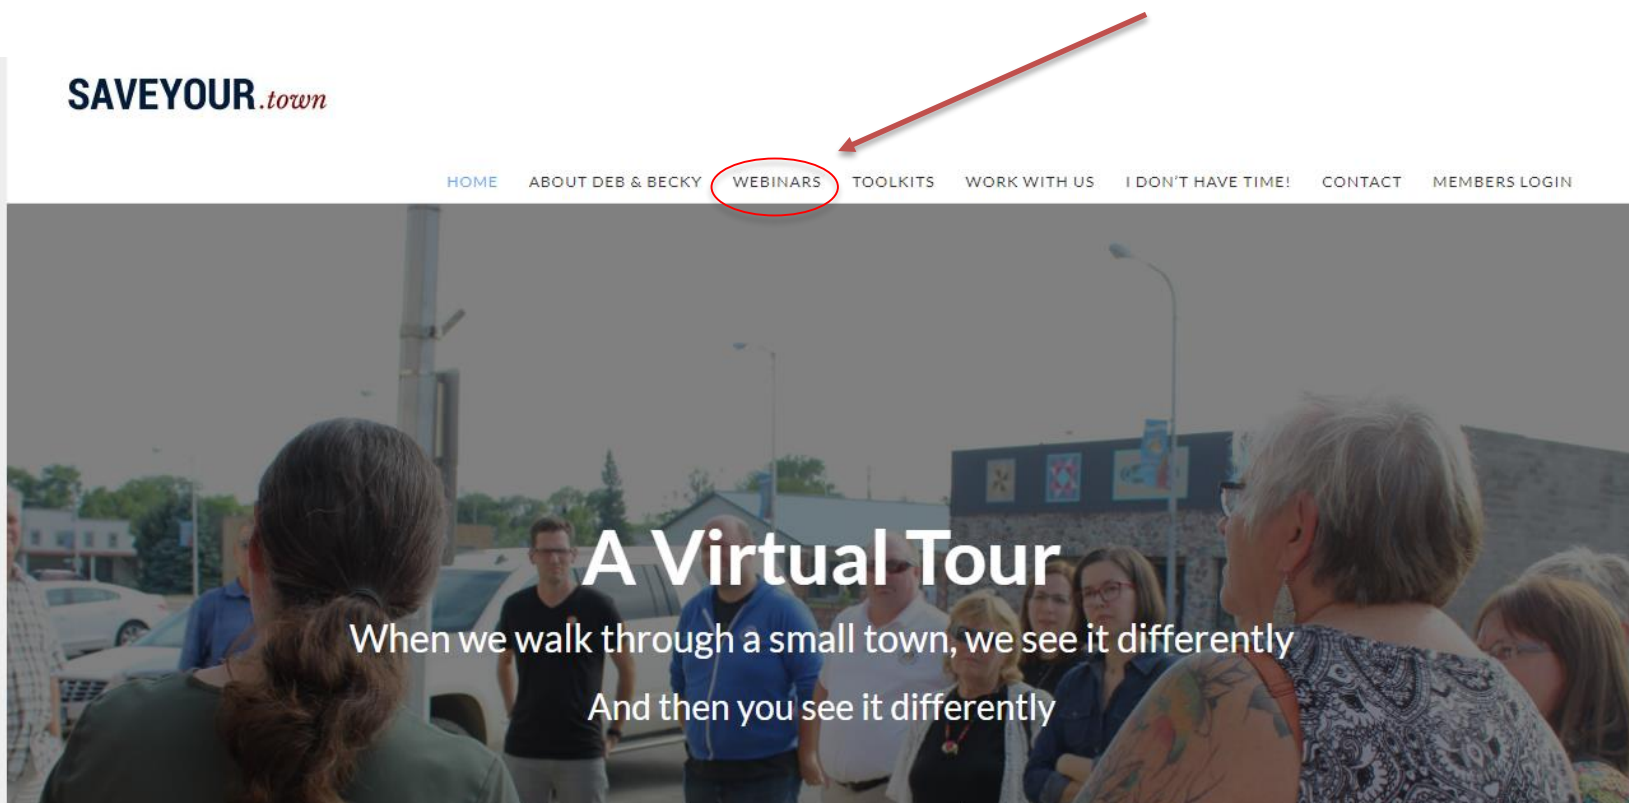 SAVEYOUR.town
HOME ABOUT DEB & BECKY WEBINARS TOOLKITS WORK WITH US I DON'T HAVE TIME! CONTACT MEMBERS LOGIN
A Virtual Tour
When we walk through a small town, we see it differently
And then you see it differently